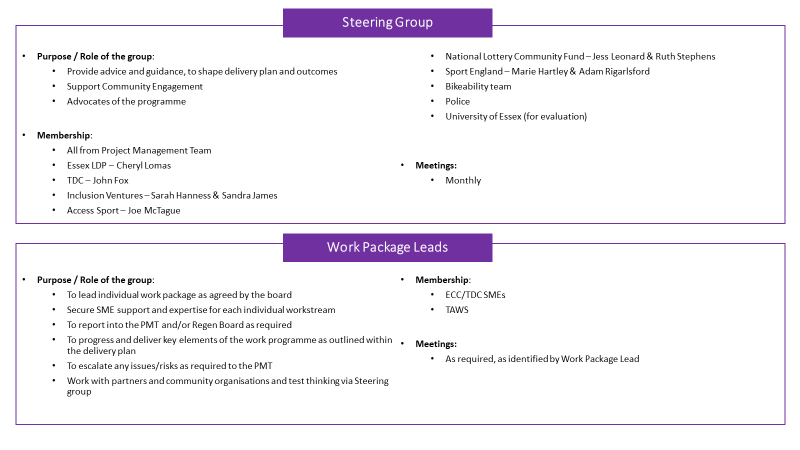 Steering Group
• Purpose / Role of the group:
• Provide advice and guidance, to shape delivery plan and outcomes
• Support Community Engagement
• Advocates of the programme
• Membership:
• All from Project Management Team
• Essex LDP – Cheryl Lomas
• TDC – John Fox
• Inclusion Ventures – Sarah Hanness & Sandra James
• Access Sport – Joe McTague
• National Lottery Community Fund – Jess Leonard & Ruth Stephens
• Sport England – Marie Hartley & Adam Rigarlsford
• Bikeability team
• Police
• University of Essex (for evaluation)
• Meetings:
• Monthly
Work Package Leads
• Purpose / Role of the group:
• To lead individual work package as agreed by the board
• Secure SME support and expertise for each individual workstream
• To report into the PMT and/or Regen Board as required
• To progress and deliver key elements of the work programme as outlined within
the delivery plan
• To escalate any issues/risks as required to the PMT
• Work with partners and community organisations and test thinking via Steering
group
• Membership:
• ECC/TDC SMEs
• TAWS
• Meetings:
• As required, as identified by Work Package Lead